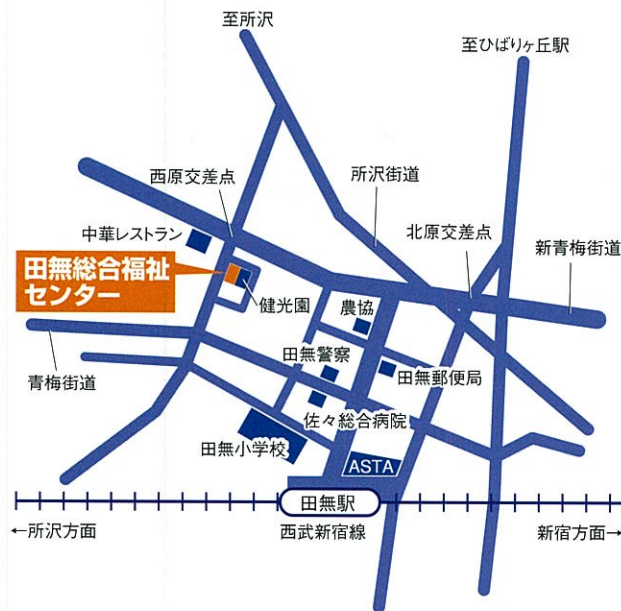 至所沢
至ひばりヶ丘駅
西原交差点
所沢街道
中華レストラン
北原交差点
新青梅街道
田無総合福祉
センター
健光園
農協
青梅街道
田無警察
田無郵便局
佐々総合病院
田無小学校
ASTA
田無駅
←所沢方面
西武新宿線
新宿方面→